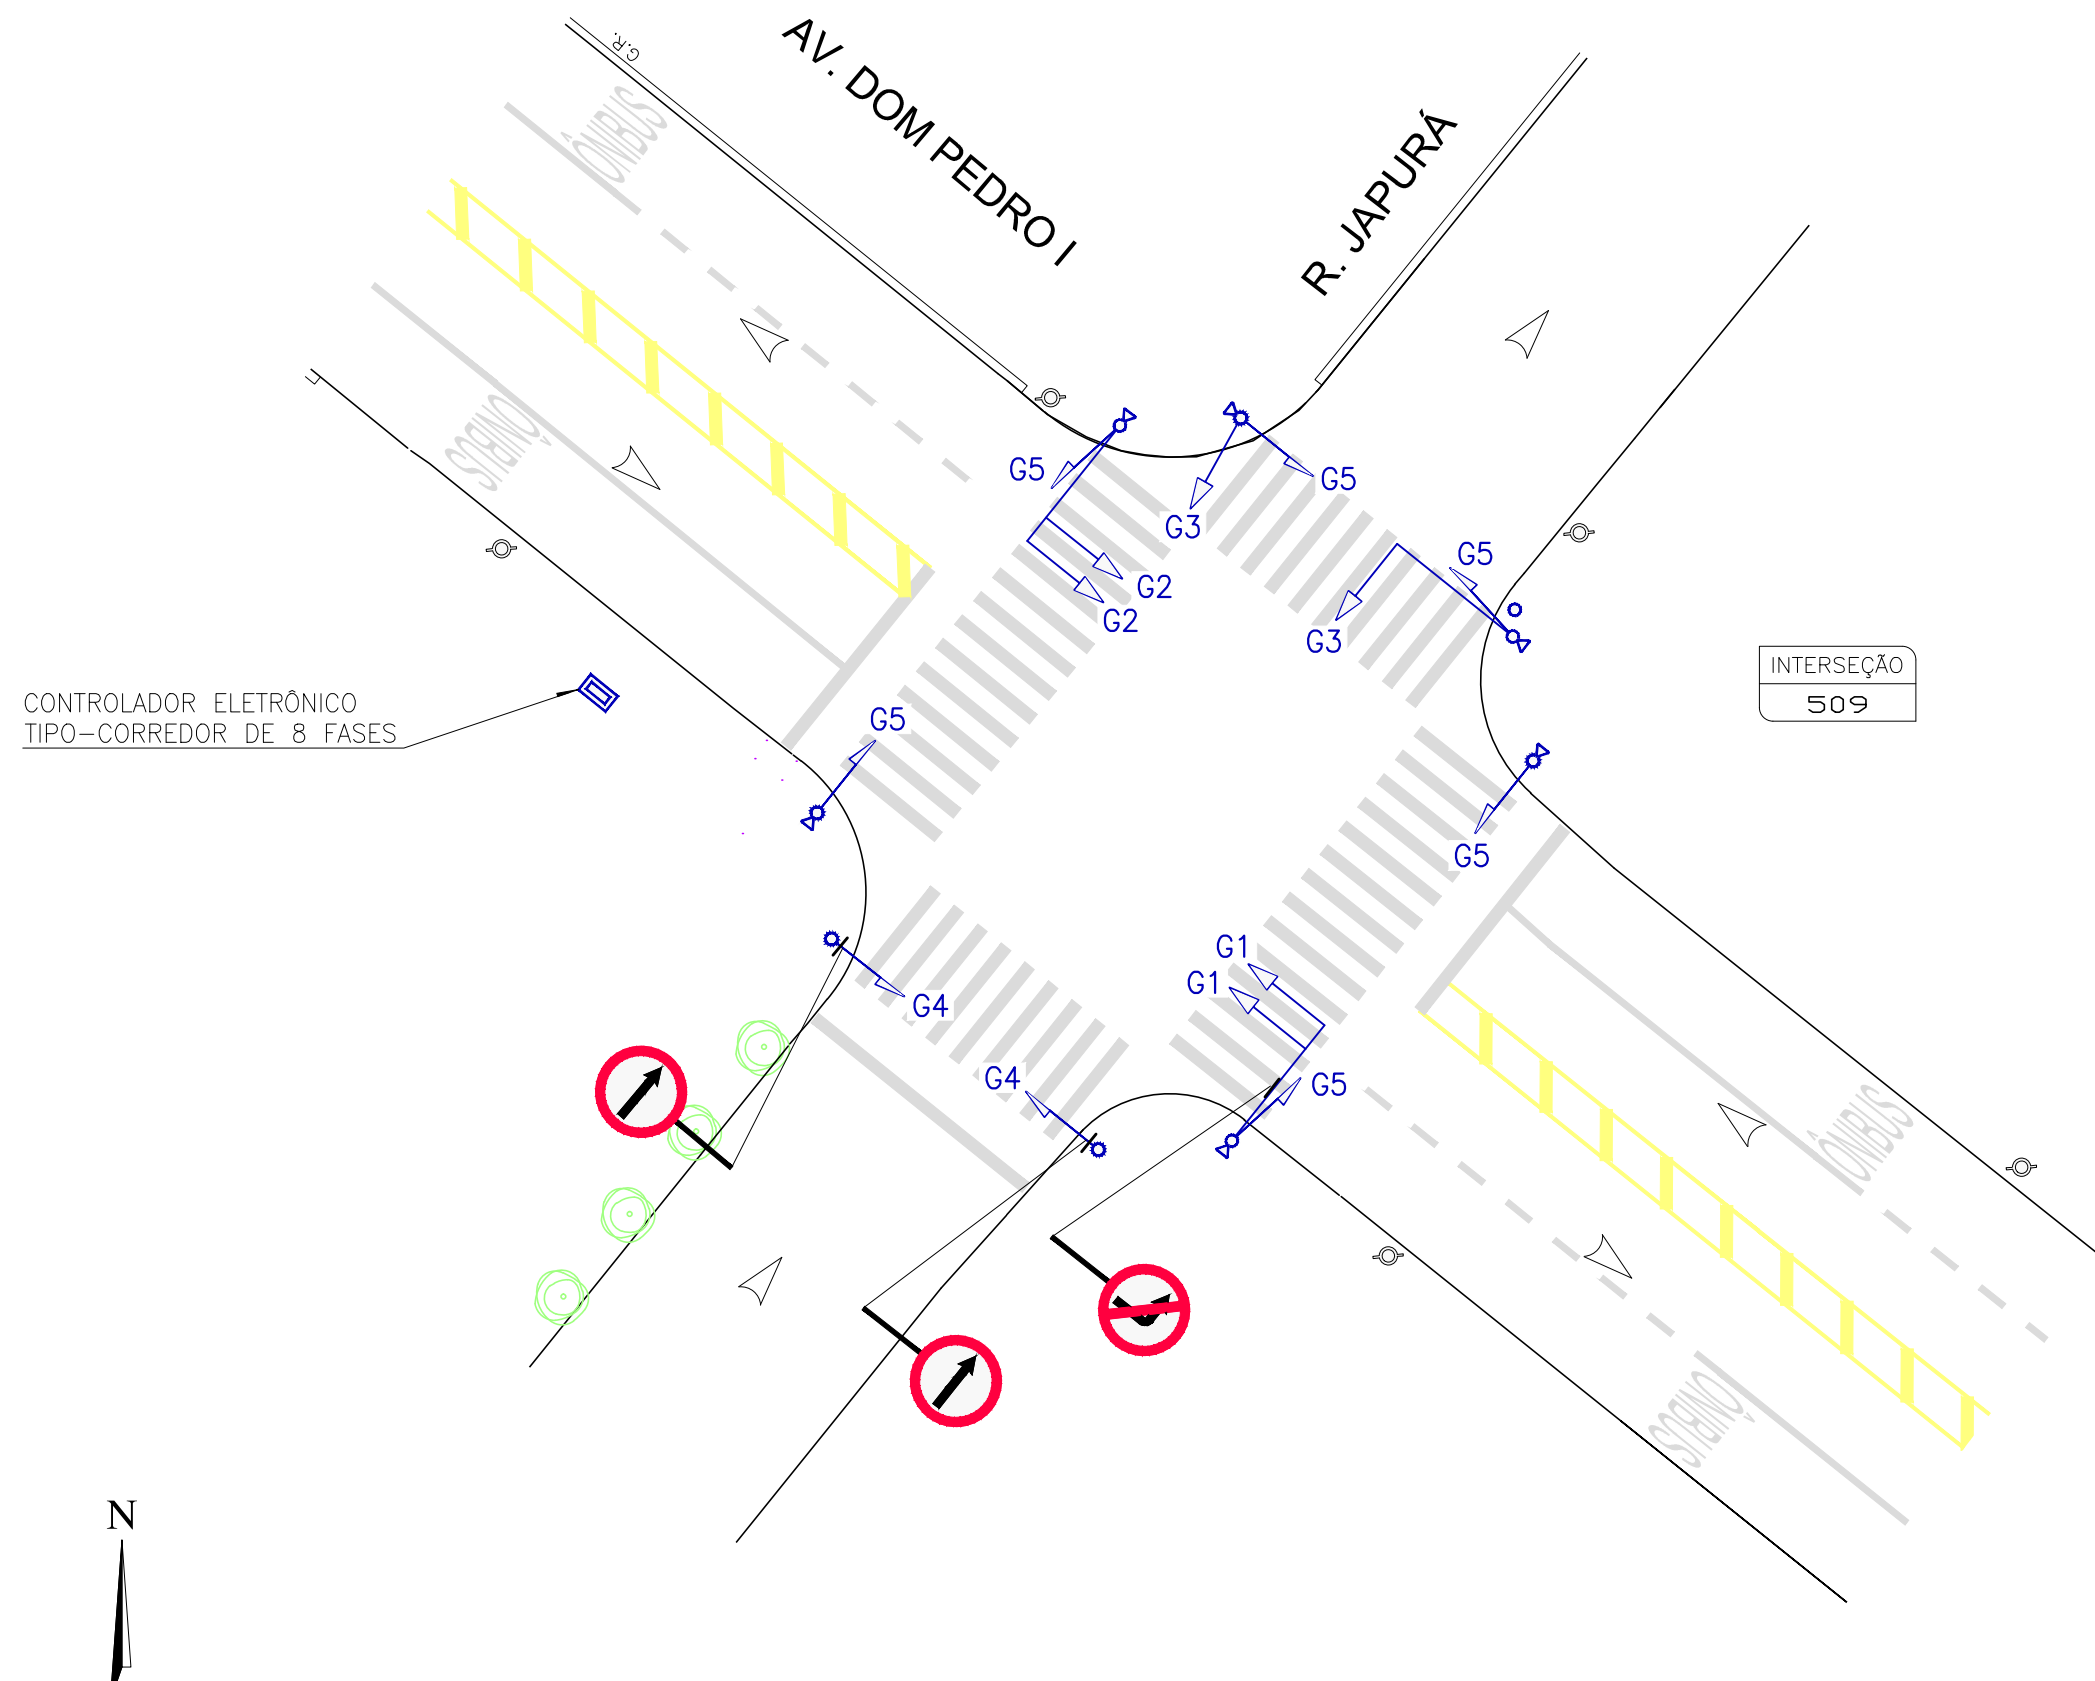 G.R.
AV. DOM PEDRO I
R. JAPURÁ
ÔNIBUS
ÔNIBUS
G5
G3
G5
G2
G2
G5
G3
INTERSEÇÃO
509
CONTROLADOR ELETRÔNICO
TIPO-CORREDOR DE 8 FASES
G5
G5
G1
G1
G4
G4
G5
ÔNIBUS
ÔNIBUS
N